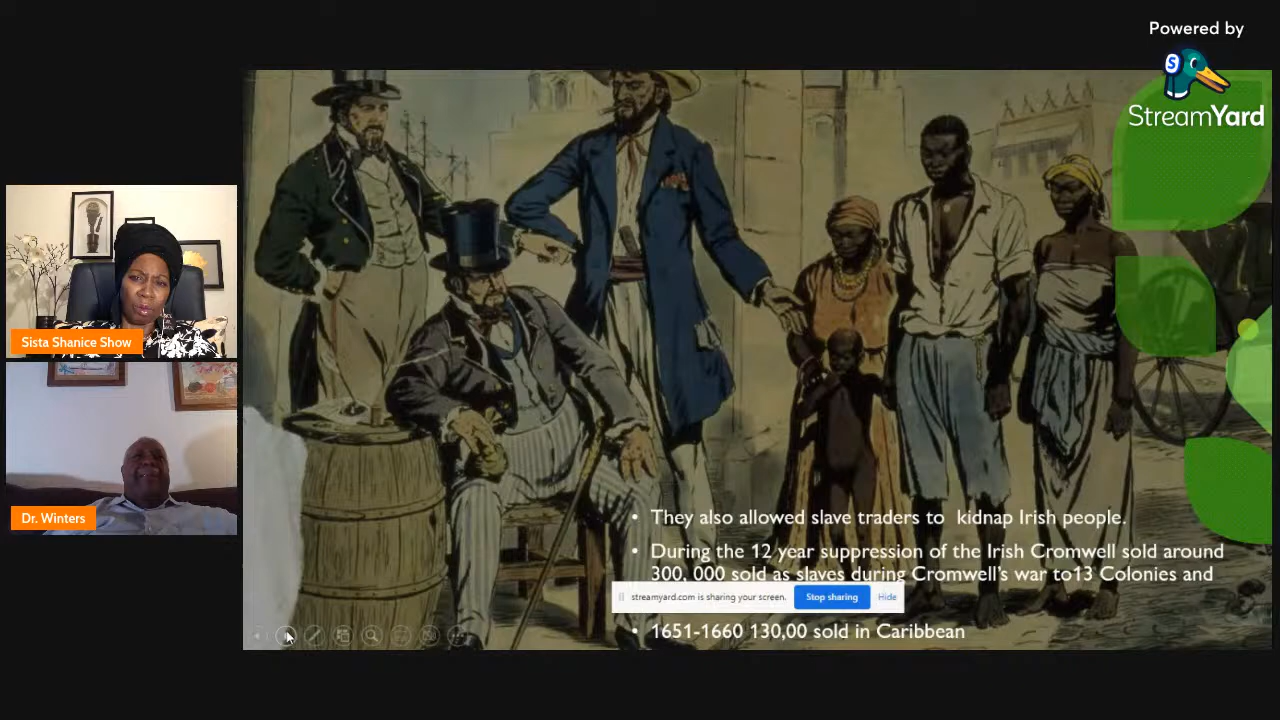 Powered by
StreamYard
Sista Shanice Show
Dr. Winters
• They also allowed slave traders to kidnap Irish people.
• During the 12 year suppression of the Irish Cromwell sold around
300, 000 sold as slaves during Cromwell's war to13 Colonies and
streamyard.com is sharing your screen. Stop sharing Hide
• 1651-1660 130,00 sold in Caribbean